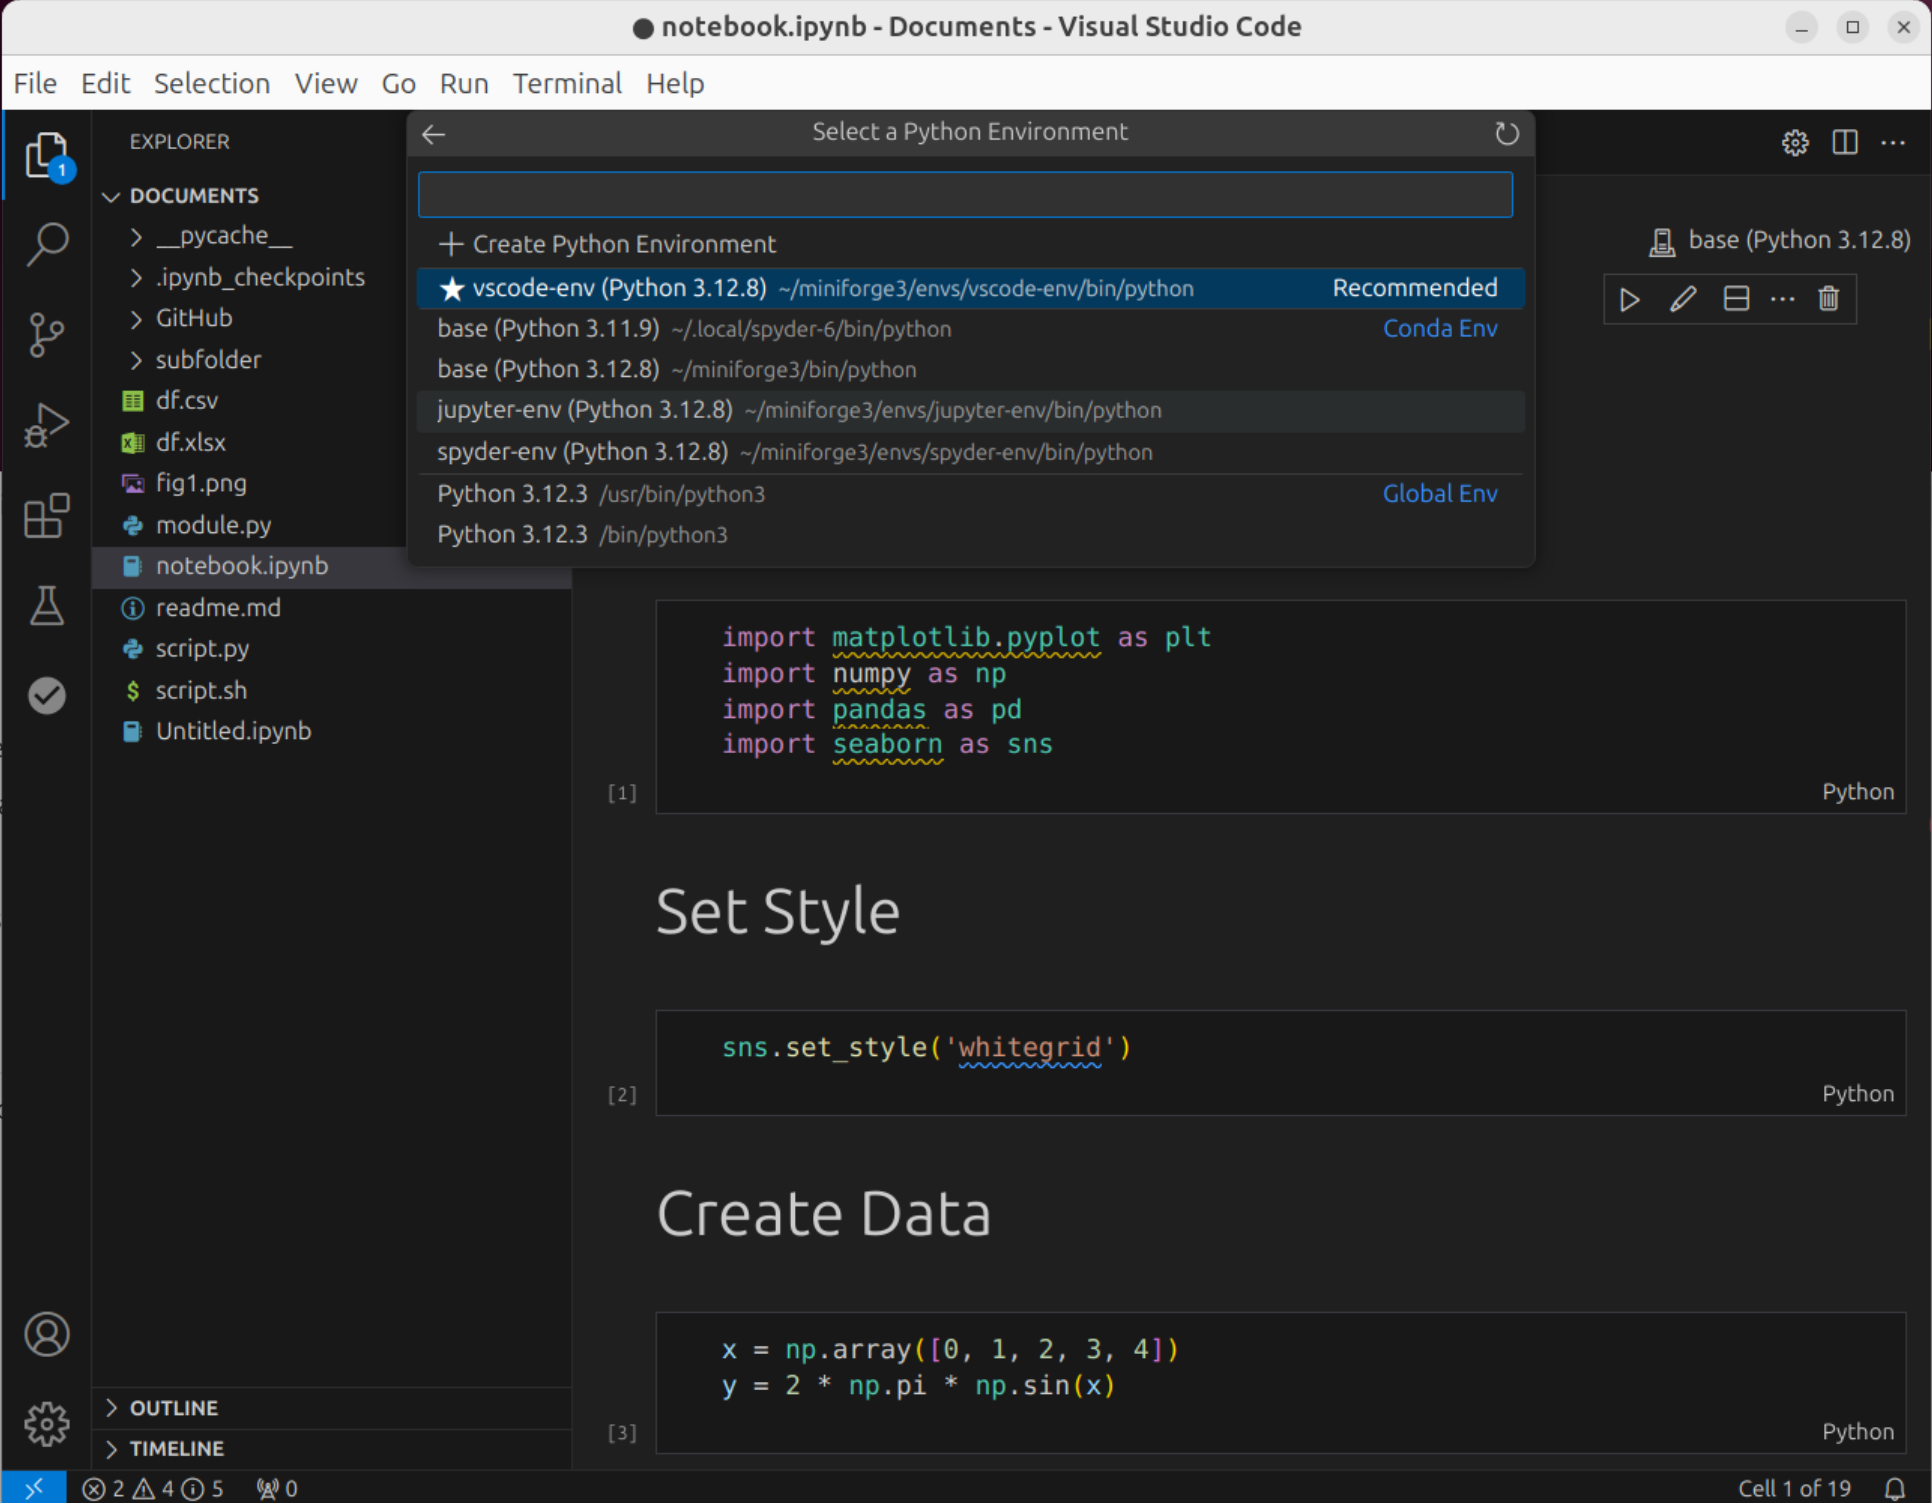 ● notebook.ipynb - Documents - Visual Studio Code
File Edit Selection View Go Run Terminal Help
EXPLORER
1
DOCUMENTS
__pycache__
.ipynb_checkpoints
GitHub
subfolder
df.csv
df.xlsx
fig1.png
module.py
notebook.ipynb
readme.md
script.py
$ script.sh
Untitled.ipynb
OUTLINE
TIMELINE
Select a Python Environment
+ Create Python Environment
★ vscode-env (Python 3.12.8) ~/miniforge3/envs/vscode-env/bin/python Recommended
base (Python 3.11.9) ~/.local/spyder-6/bin/python Conda Env
base (Python 3.12.8) ~/miniforge3/bin/python
jupyter-env (Python 3.12.8) ~/miniforge3/envs/jupyter-env/bin/python
spyder-env (Python 3.12.8) ~/miniforge3/envs/spyder-env/bin/python
Python 3.12.3 /usr/bin/python3 Global Env
Python 3.12.3 /bin/python3
base (Python 3.12.8)
import matplotlib.pyplot as plt
import numpy as np
import pandas as pd
import seaborn as sns
[1] Python
Set Style
sns.set_style('whitegrid')
[2] Python
Create Data
x = np.array([0, 1, 2, 3, 4])
y = 2 * np.pi * np.sin(x)
[3] Python
2 4 5 0 Cell 1 of 19